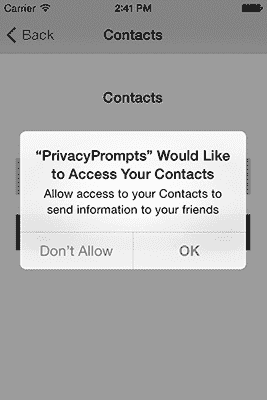 Carrier 2:41 PM
Back Contacts
Contacts
“PrivacyPrompts” Would Like
to Access Your Contacts
Allow access to your Contacts to
send information to your friends
Don’t Allow OK